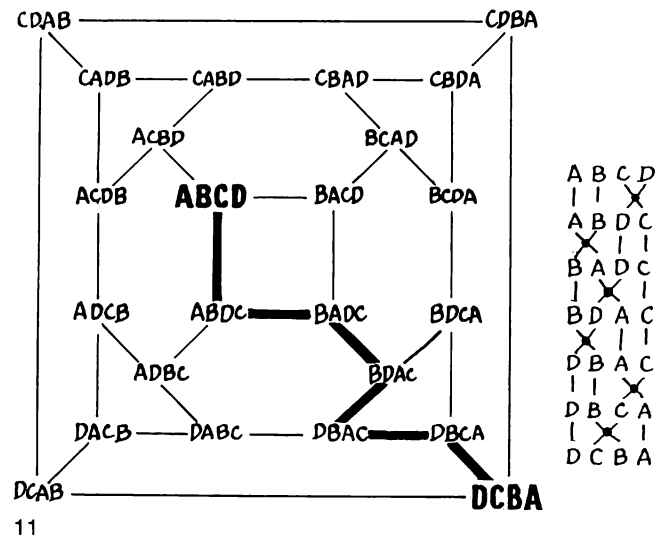 CDAB CDBA
CADB CABD CBAD CBDA
ACBD BCAD
ACDB ABCD BACD BCDA
ADCB ABDC BADC BDCA
ADBC BDAC
DACB DABC DBAC DBCA
DCAB DCBA
11
A B C D
A B D C
B A D C
B D A C
D B A C
D B C A
D C B A